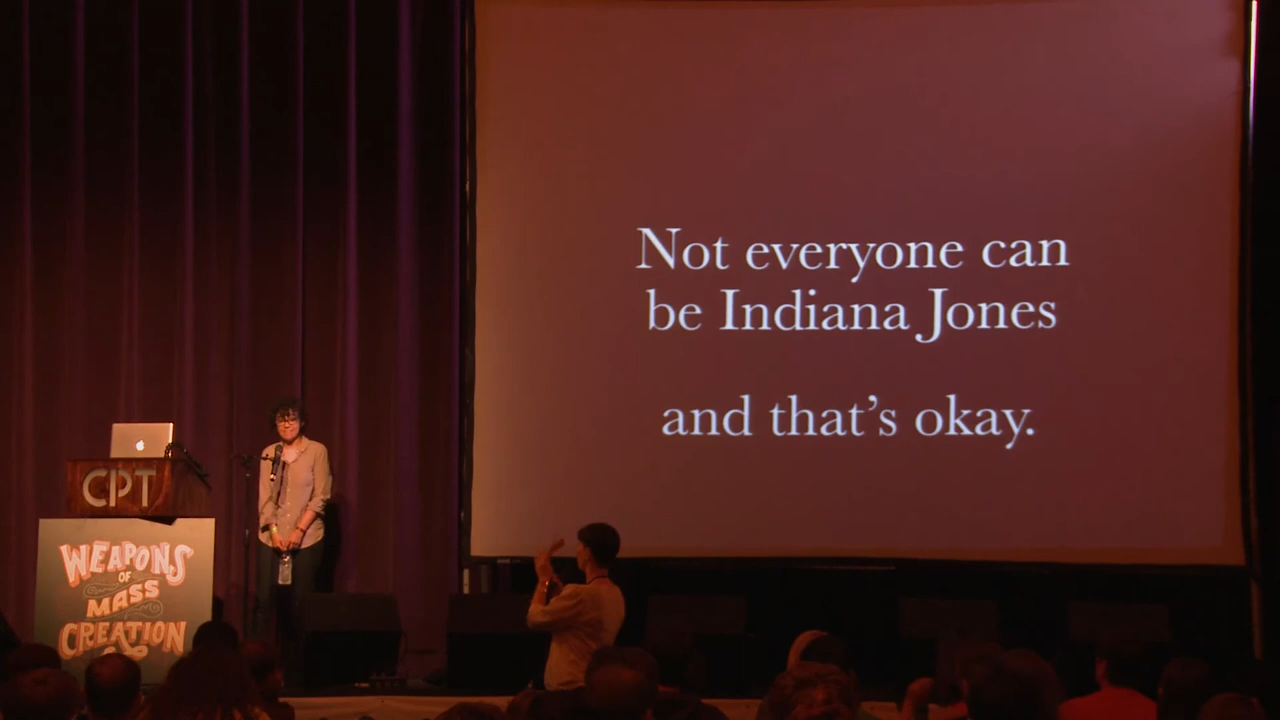 Not everyone can
be Indiana Jones
and that's okay.
CPT
WEAPONS
OF
MASS
CREATION